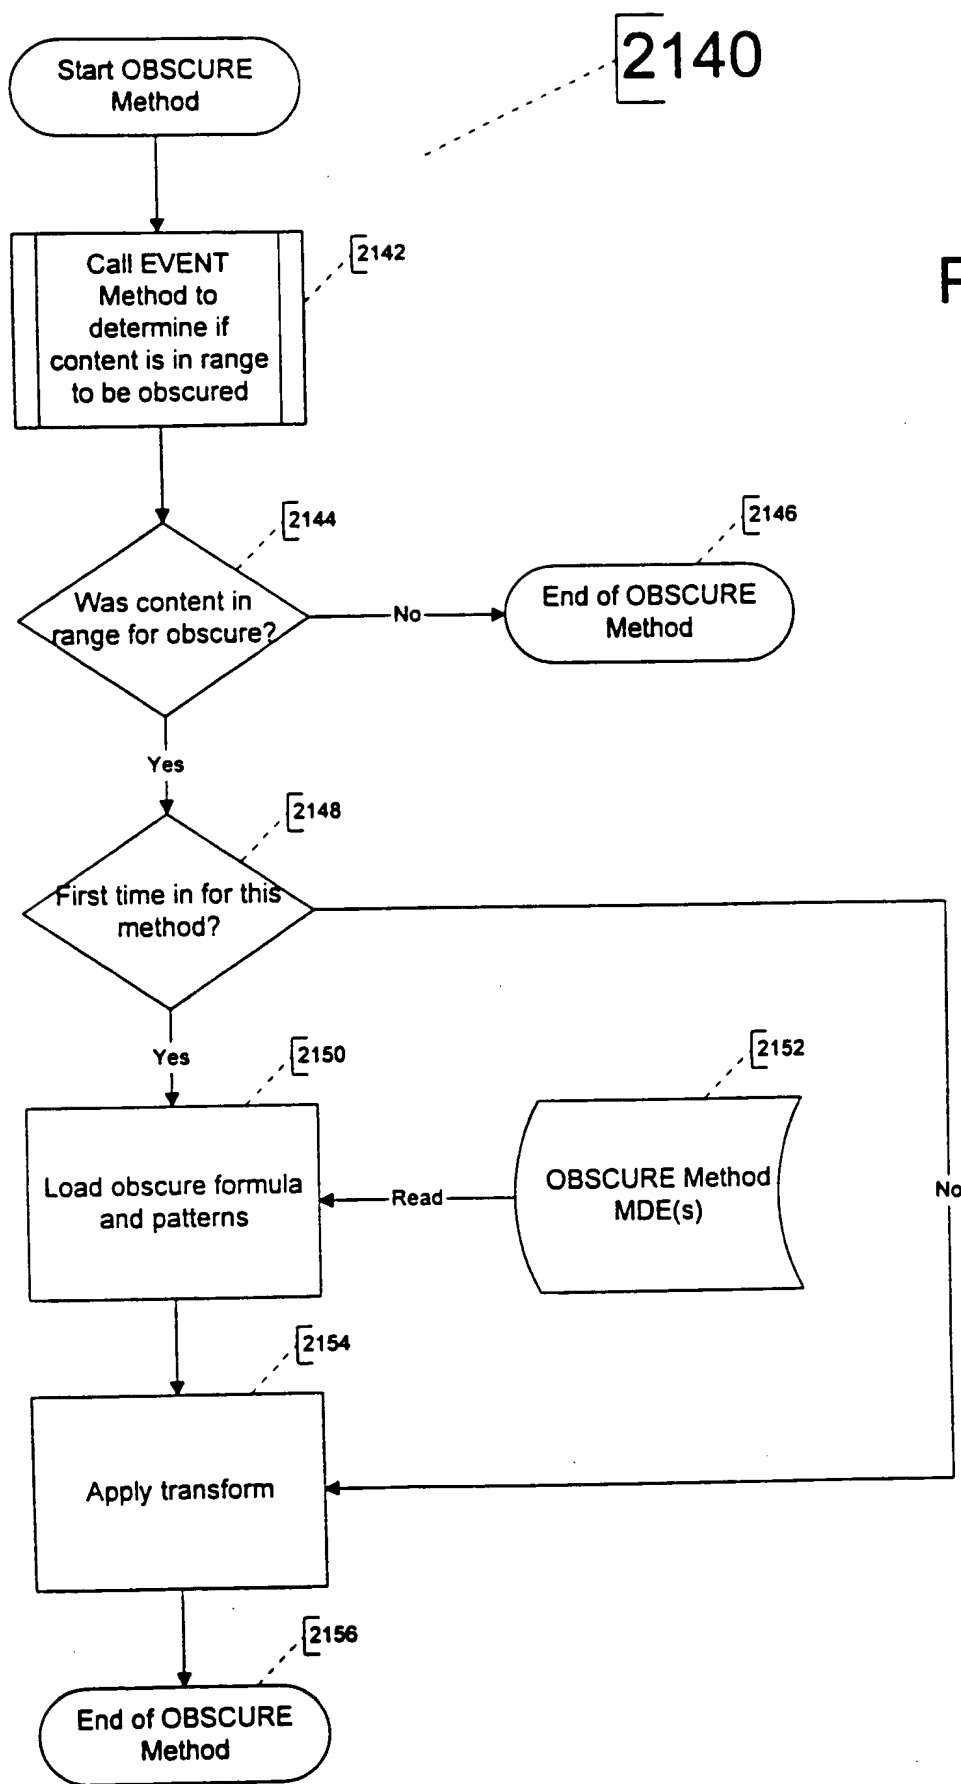 2140
Start OBSCURE
Method
2142
Call EVENT
Method to
determine if
content is in range
to be obscured
F
2144
Was content in
range for obscure?
No
2146
End of OBSCURE
Method
Yes
2148
First time in for this
method?
Yes
2150
Load obscure formula
and patterns
Read
2152
OBSCURE Method
MDE(s)
No
2154
Apply transform
2156
End of OBSCURE
Method